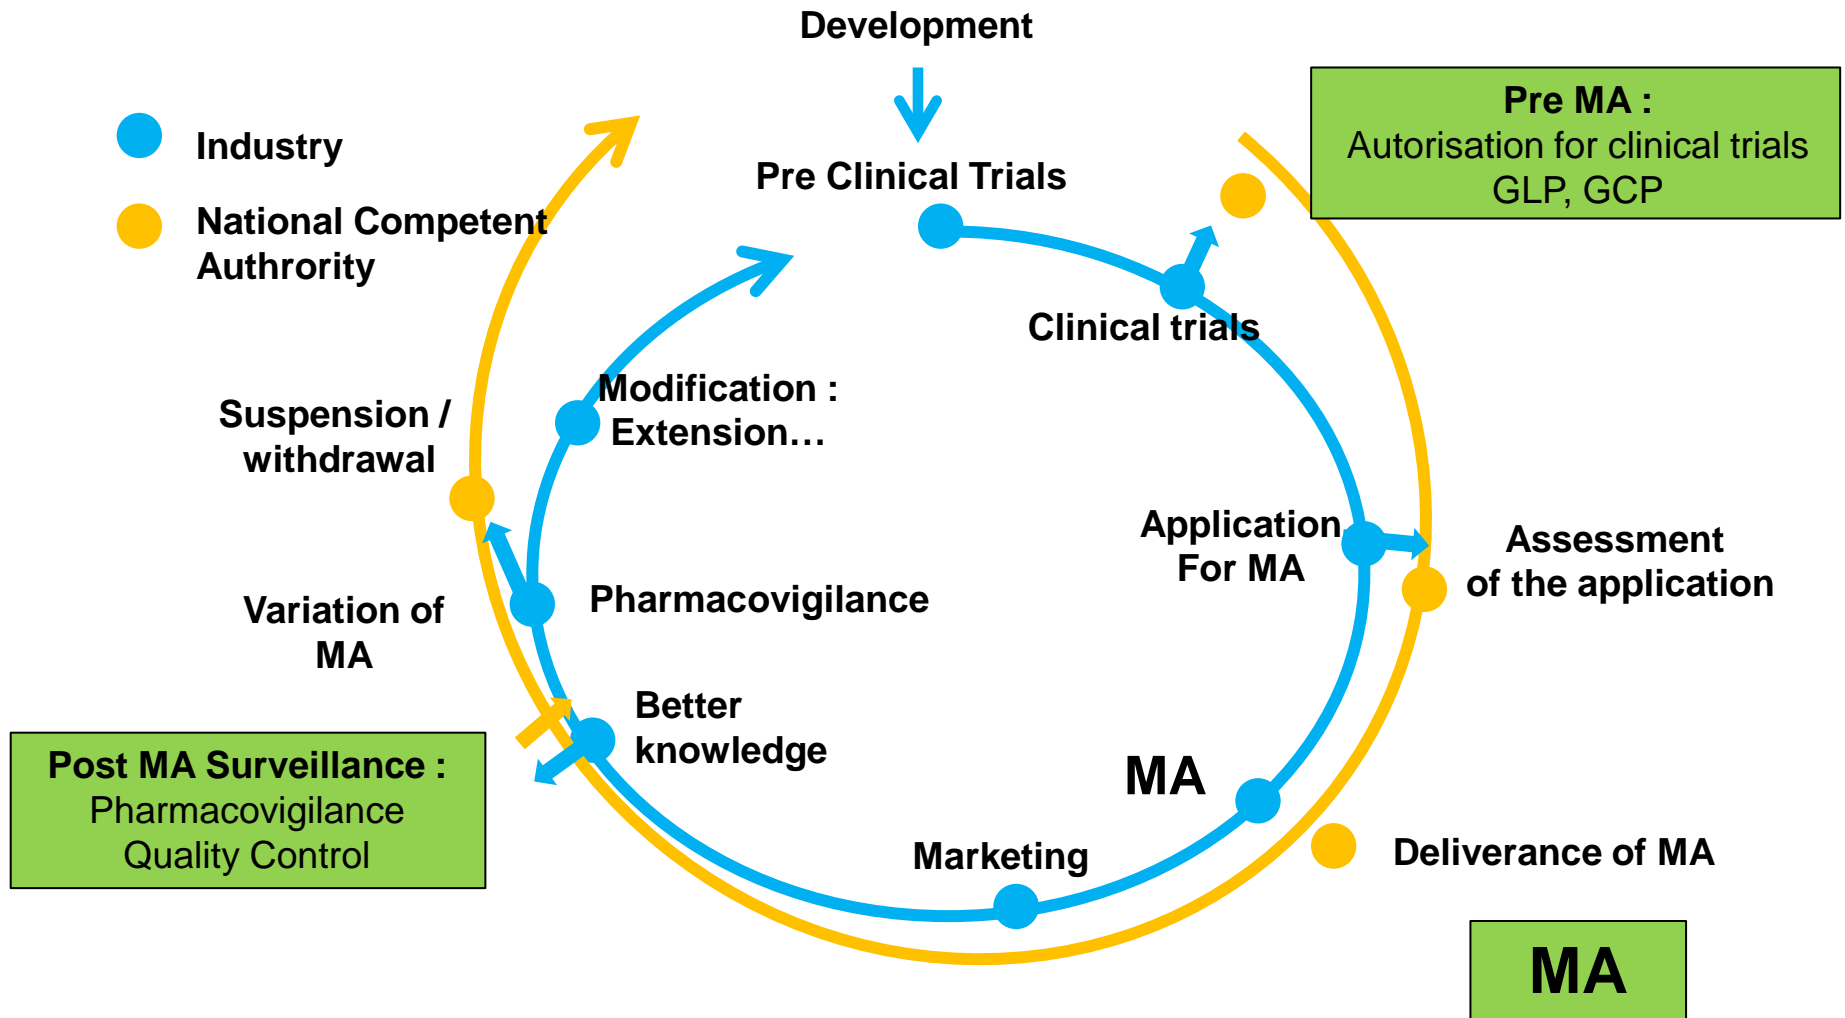 Development
Pre MA :
Autorisation for clinical trials
GLP, GCP
Industry
National Competent
Authrority
Pre Clinical Trials
Clinical trials
Modification :
Extension…
Suspension /
withdrawal
Application
For MA
Assessment
of the application
Pharmacovigilance
Variation of
MA
Better
knowledge
Post MA Surveillance :
Pharmacovigilance
Quality Control
MA
Marketing
Deliverance of MA
MA